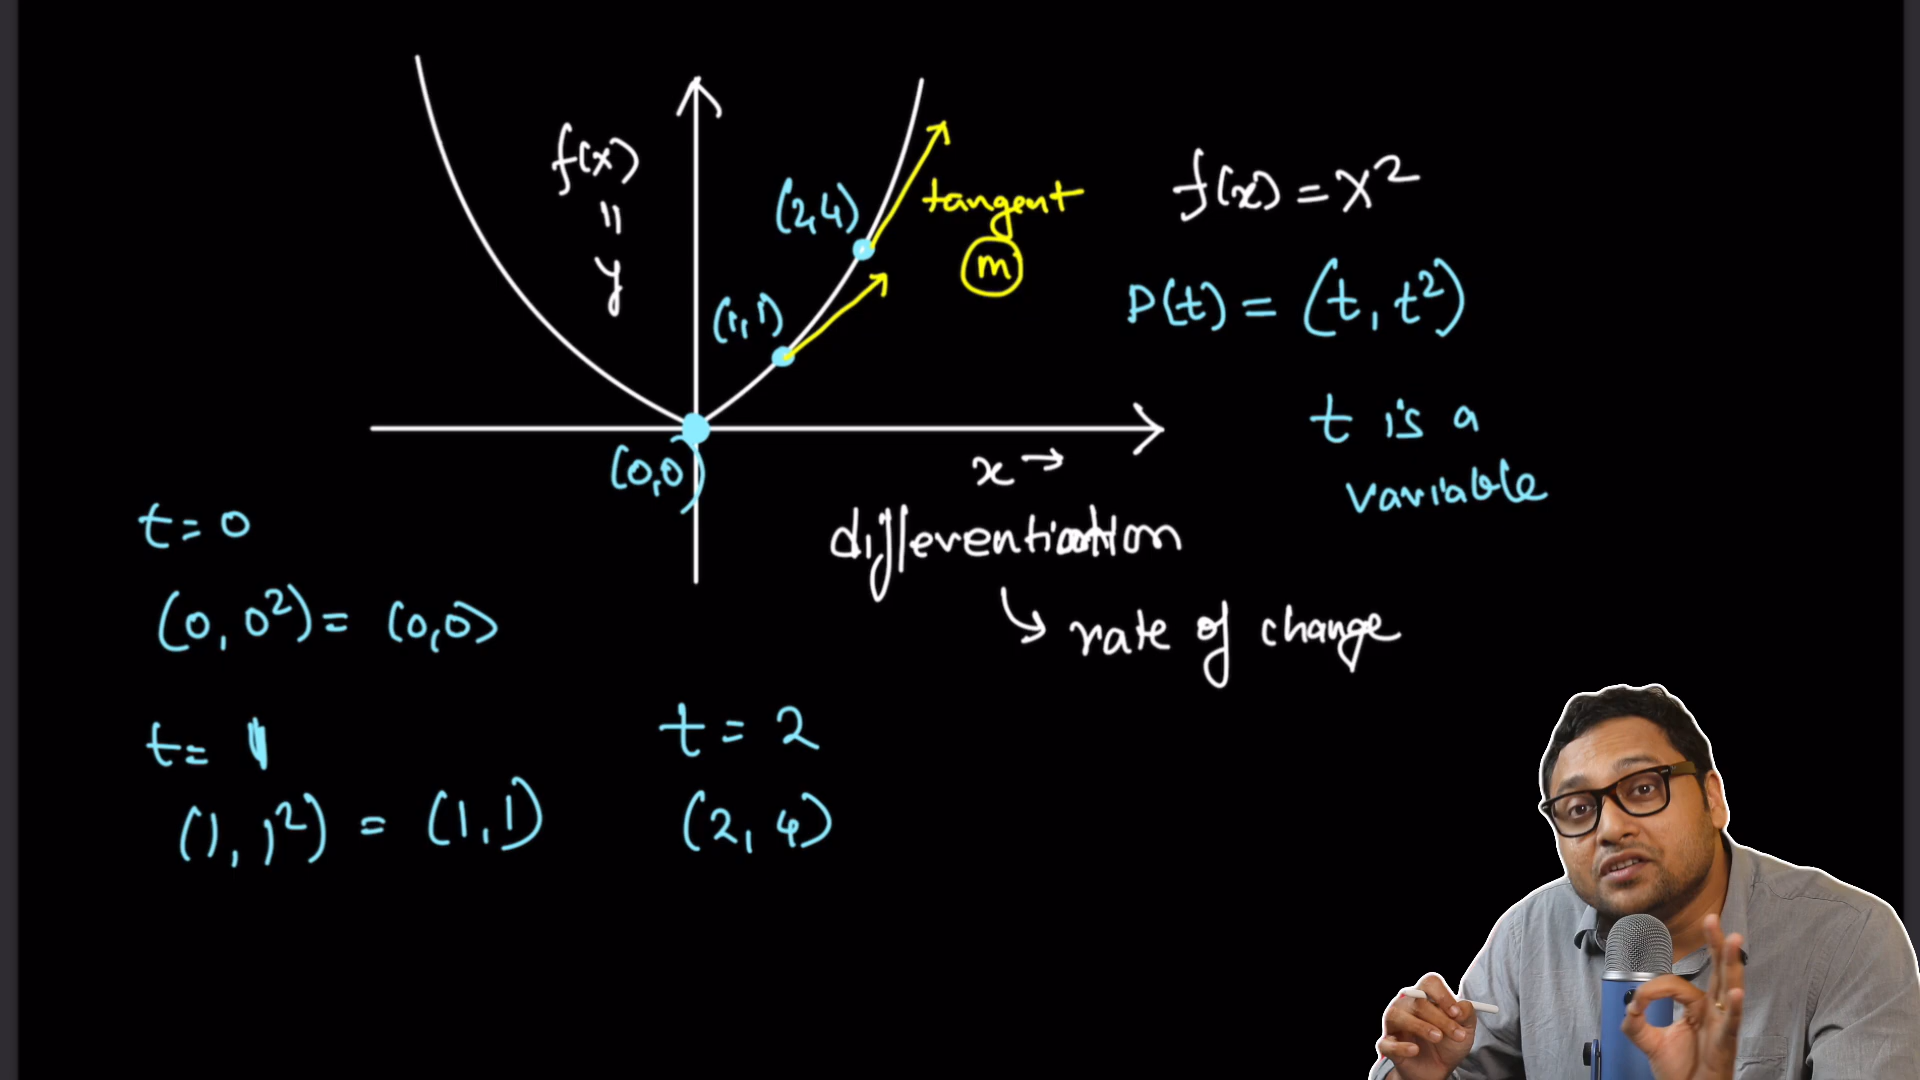 f(x)
=
y
(2,4)
tangent
m
(1,1)
(0,0)
x →
f(x) = x²
P(t) = (t, t²)
t is a
variable
differentiation
rate of change
t = 0
(0, 0²) = (0,0)
t = 1
(1, 1²) = (1,1)
t = 2
(2, 4)